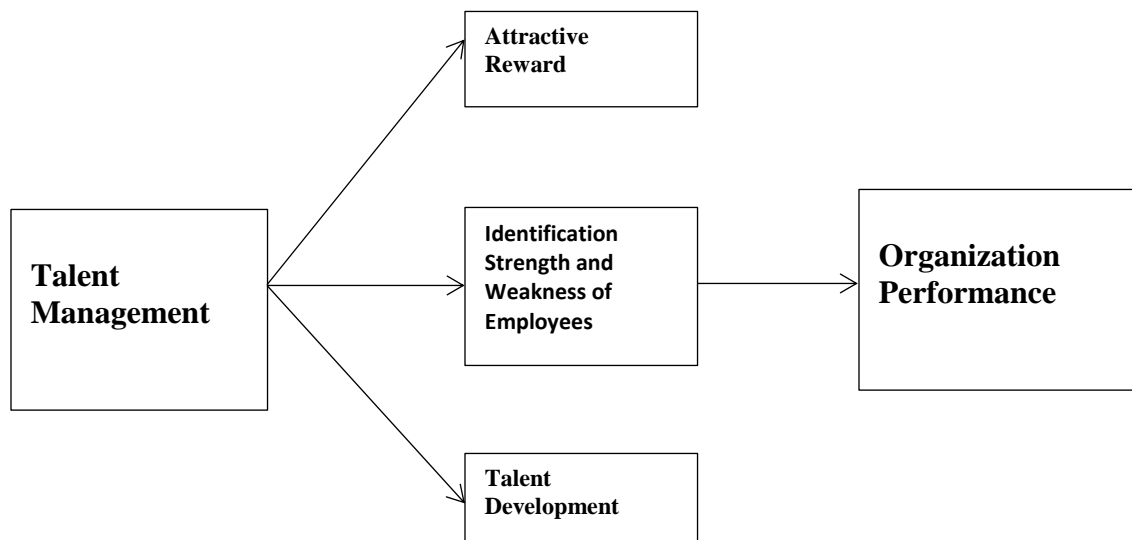 Attractive
Reward
Talent
Management
Identification
Strength and
Weakness of
Employees
Organization
Performance
Talent
Development